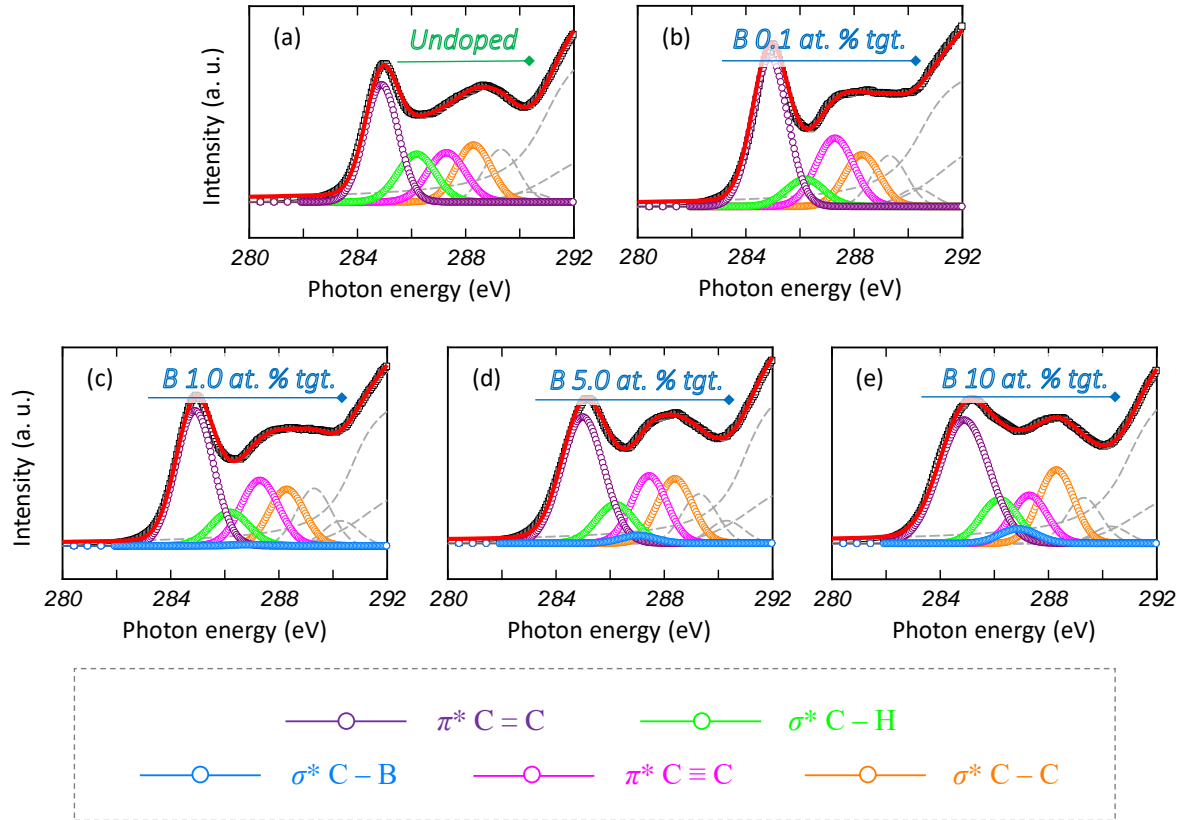 (a) Undoped
Intensity (a. u.)
280 284 288 292
Photon energy (eV)
(b) B 0.1 at. % tgt.
280 284 288 292
Photon energy (eV)
(c) B 1.0 at. % tgt.
Intensity (a. u.)
280 284 288 292
Photon energy (eV)
(d) B 5.0 at. % tgt.
280 284 288 292
Photon energy (eV)
(e) B 10 at. % tgt.
280 284 288 292
Photon energy (eV)
π* C = C
σ* C – H
σ* C – B
π* C ≡ C
σ* C – C